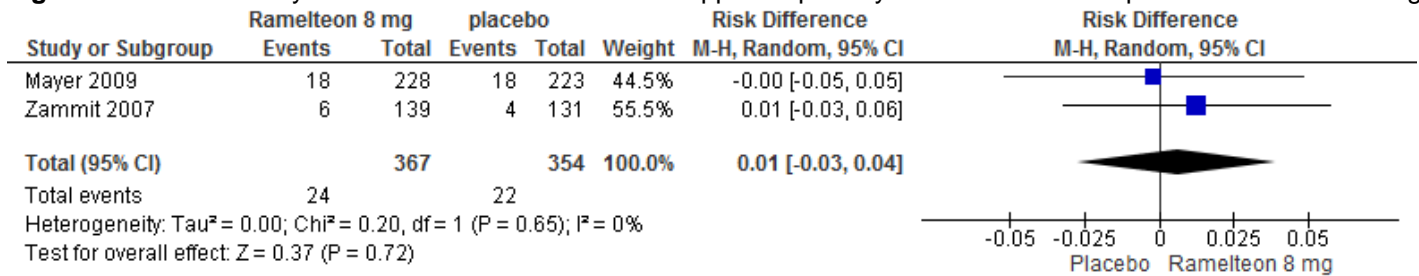 Ramelteon 8 mg placebo Risk Difference Risk Difference
Study or Subgroup Events Total Events Total Weight M-H, Random, 95% CI M-H, Random, 95% CI
Mayer 2009 18 228 18 223 44.5% -0.00 [-0.05, 0.05]
Zammit 2007 6 139 4 131 55.5% 0.01 [-0.03, 0.06]
Total (95% CI) 367 354 100.0% 0.01 [-0.03, 0.04]
Total events 24 22
Heterogeneity: Tau² = 0.00; Chi² = 0.20, df = 1 (P = 0.65); I² = 0%
Test for overall effect: Z = 0.37 (P = 0.72)
-0.05 -0.025 0 0.025 0.05
Placebo Ramelteon 8 mg